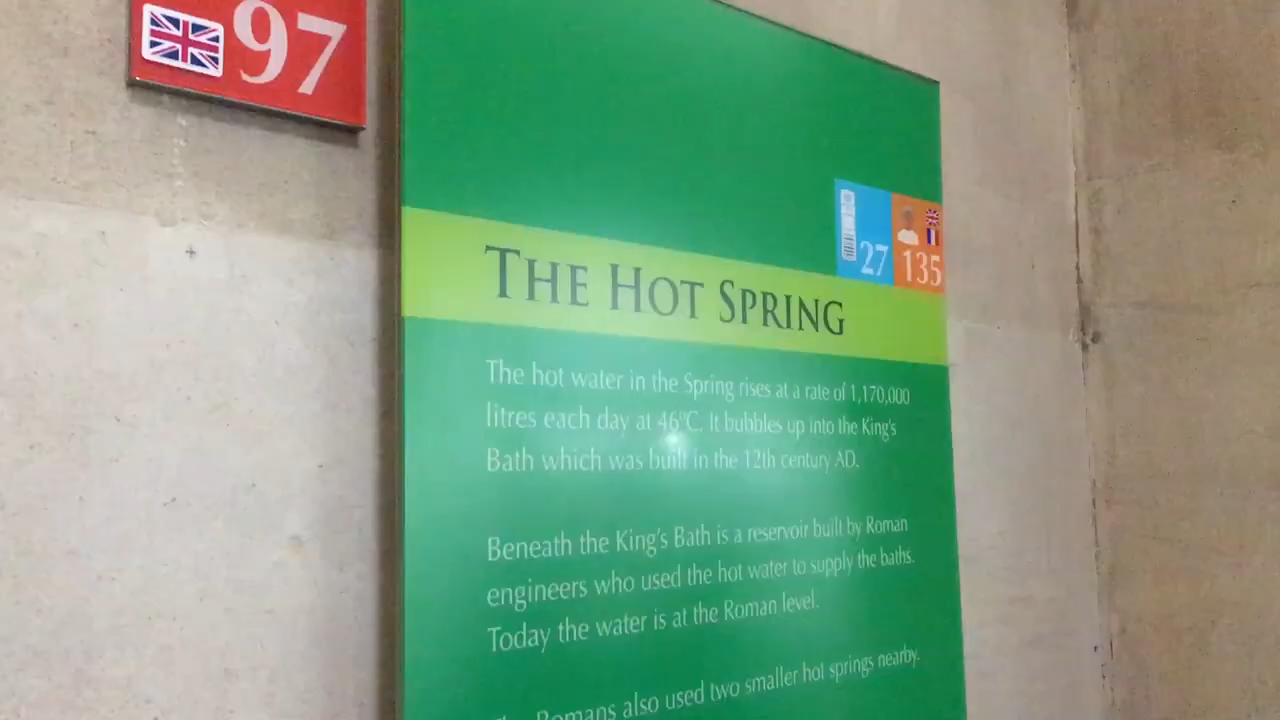 97
27
135
THE HOT SPRING
The hot water in the Spring rises at a rate of 1,170,000
litres each day at 46ºC. It bubbles up into the King's
Bath which was built in the 12th century AD.
Beneath the King's Bath is a reservoir built by Roman
engineers who used the hot water to supply the baths.
Today the water is at the Roman level.
Romans also used two smaller hot springs nearby.